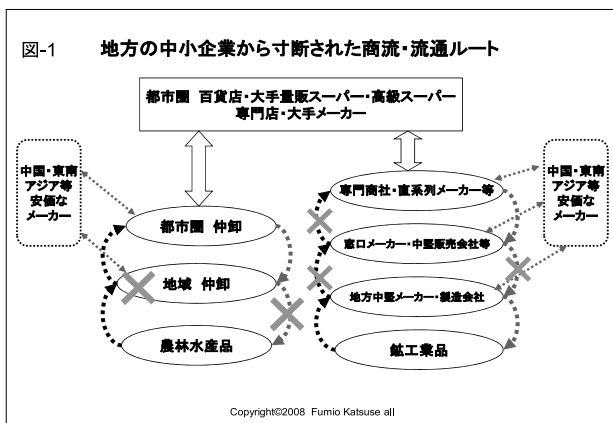 図-1 地方の中小企業から寸断された商流・流通ルート
都市圏 百貨店・大手量販スーパー・高級スーパー
専門店・大手メーカー
中国・東南
アジア等
安価な
メーカー
都市圏 仲卸
地域 仲卸
農林水産品
専門商社・直系列メーカー等
窓口メーカー・中堅販売会社等
地方中堅メーカー・製造会社
鉱工業品
中国・東南
アジア等
安価な
メーカー
Copyright©2008 Fumio Katsuse all